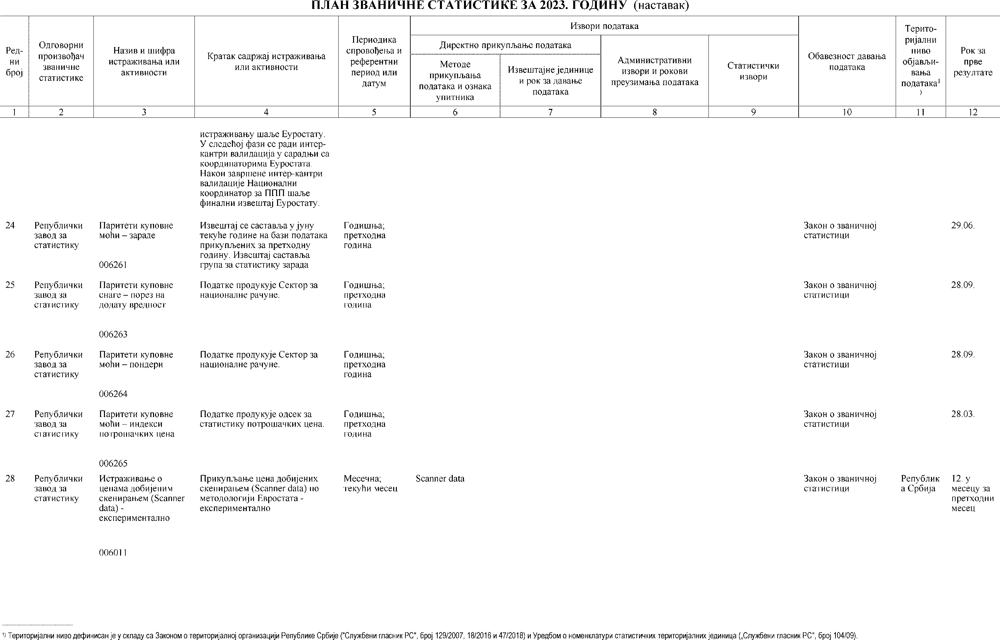 ПЛАН ЗВАНИЧНЕ СТАТИСТИКЕ ЗА 2023. ГОДИНУ (наставак)
Ред-
ни
број
Одговорни
произвођач
званичне
статистике
Назив и шифра
истраживања или
активности
Кратак садржај истраживања
или активности
Периодика
спровођења и
референтни
период или
датум
Извори података
Директно прикупљање података
Методе
прикупљања
података и ознака
упитника
Извештајне јединице
и рок за давање
података
Административни
извори и рокови
преузимања података
Статистички
извори
Обавезност давања
података
Терито-
ријални
ниво
објављи-
вања
података¹
⁾
Рок за
прве
резултате
1 2 3 4 5 6 7 8 9 10 11 12
истраживању шаље Еуростату.
У следећој фази се ради интер-
кантри валидација у сарадњи са
координаторима Еуростата.
Након завршене интер-кантри
валидације Национални
координатор за ППП шаље
финални извештај Еуростату.
24
Републички
завод за
статистику
Паритети куповне
моћи – зараде
006261
Извештај се саставља у јуну
текуће године на бази података
прикупљених за претходну
годину. Извештај саставља
група за статистику зарада
Годишња;
претходна
година
Закон о званичној
статистици
29.06.
25
Републички
завод за
статистику
Паритети куповне
снаге – порез на
додату вредност
006263
Податке продукује Сектор за
националне рачуне.
Годишња;
претходна
година
Закон о званичној
статистици
28.09.
26
Републички
завод за
статистику
Паритети куповне
моћи – пондери
006264
Податке продукује Сектор за
националне рачуне.
Годишња;
претходна
година
Закон о званичној
статистици
28.09.
27
Републички
завод за
статистику
Паритети куповне
моћи – индекси
потрошачких цена
006265
Податке продукује одсек за
статистику потрошачких цена.
Годишња;
претходна
година
Закон о званичној
статистици
28.03.
28
Републички
завод за
статистику
Истраживање о
ценама добијеним
скенирањем (Scanner
data) -
експериментално
006011
Прикупљање цена добијених
скенирањем (Scanner data) по
методологији Евростата -
експериментално
Месечна;
текући месец
Scanner data
Закон о званичној
статистици
Републик
а Србија
12. у
месецу за
претходни
месец
¹⁾ Територијални ниво дефинисан је у складу са Законом о територијалној организацији Републике Србије ("Службени гласник РС", број 129/2007, 18/2016 и 47/2018) и Уредбом о номенклатури статистичких територијалних јединица („Службени гласник РС", број 104/09).